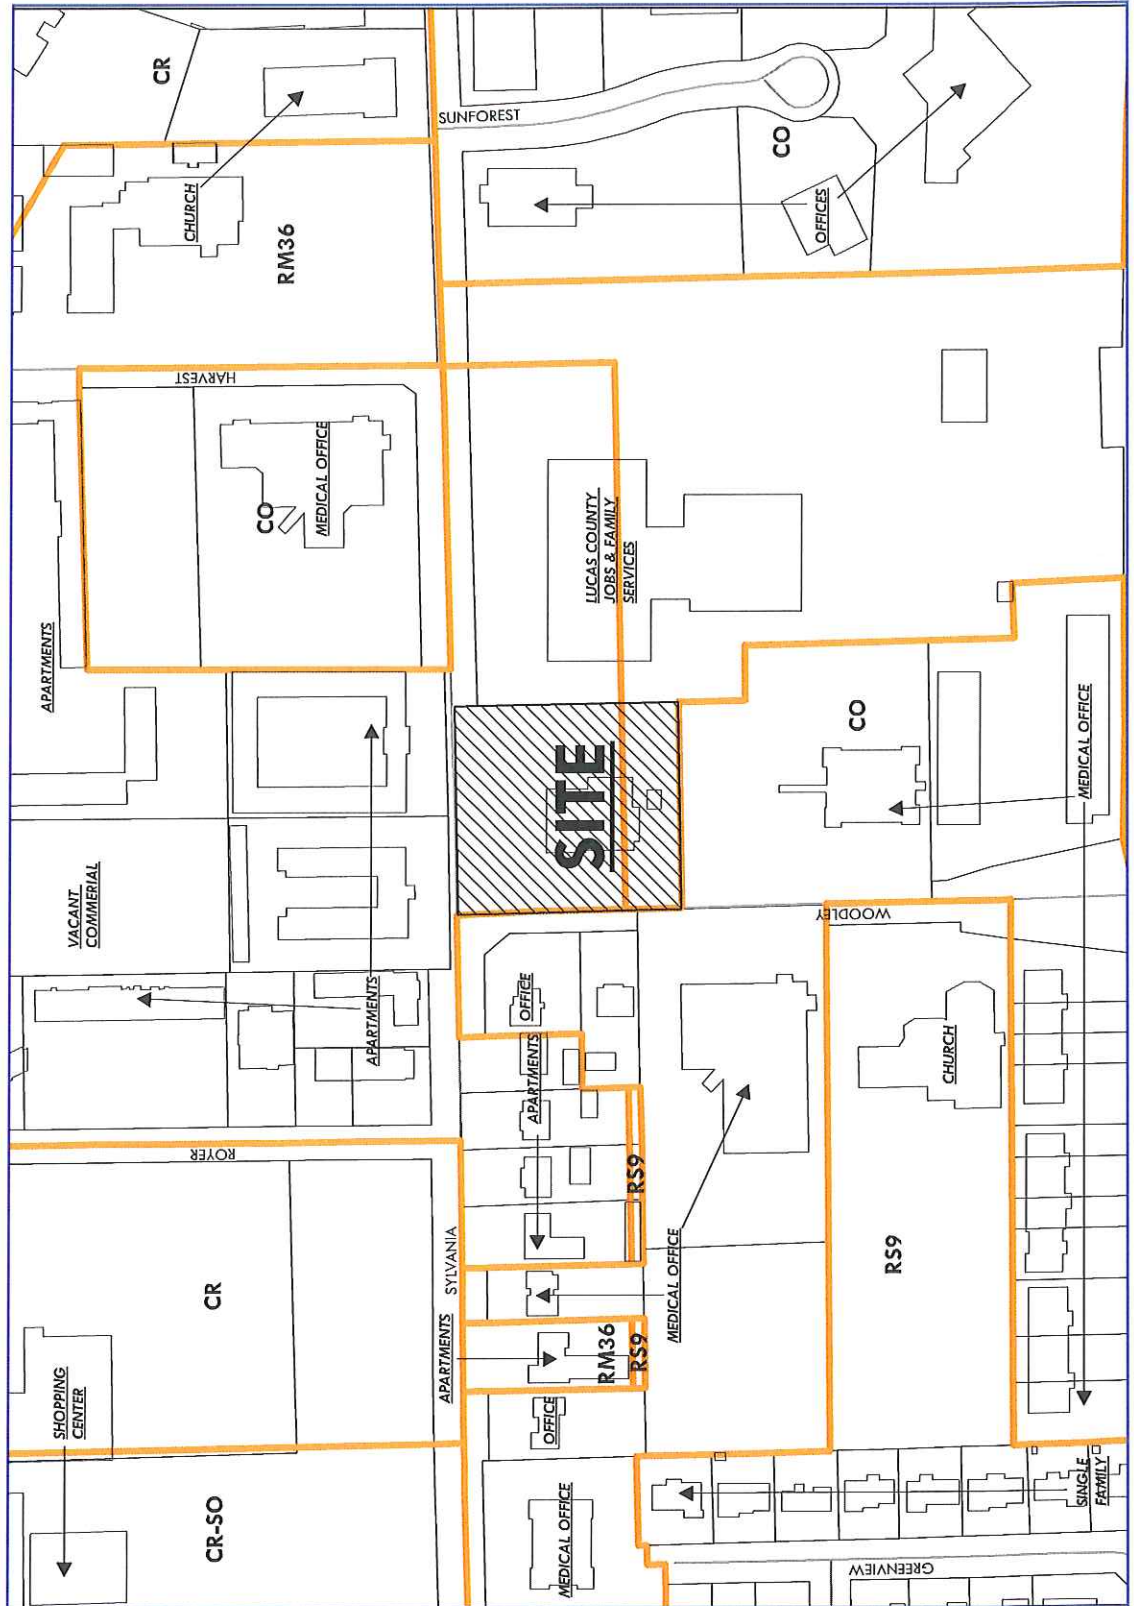 CR
CHURCH
RM36
SUNFOREST
CO
OFFICES
HARVEST
MEDICAL OFFICE
CO
APARTMENTS
LUCAS COUNTY
JOBS & FAMILY
SERVICES
SITE
CO
MEDICAL OFFICE
VACANT
COMMERIAL
APARTMENTS
WOODLEY
OFFICE
APARTMENTS
CHURCH
ROYER
RS9
CR
SYLVANIA
MEDICAL OFFICE
RS9
APARTMENTS
RM36
RS9
SHOPPING
CENTER
OFFICE
CR-SO
MEDICAL OFFICE
SINGLE
FAMILY
GREENVIEW